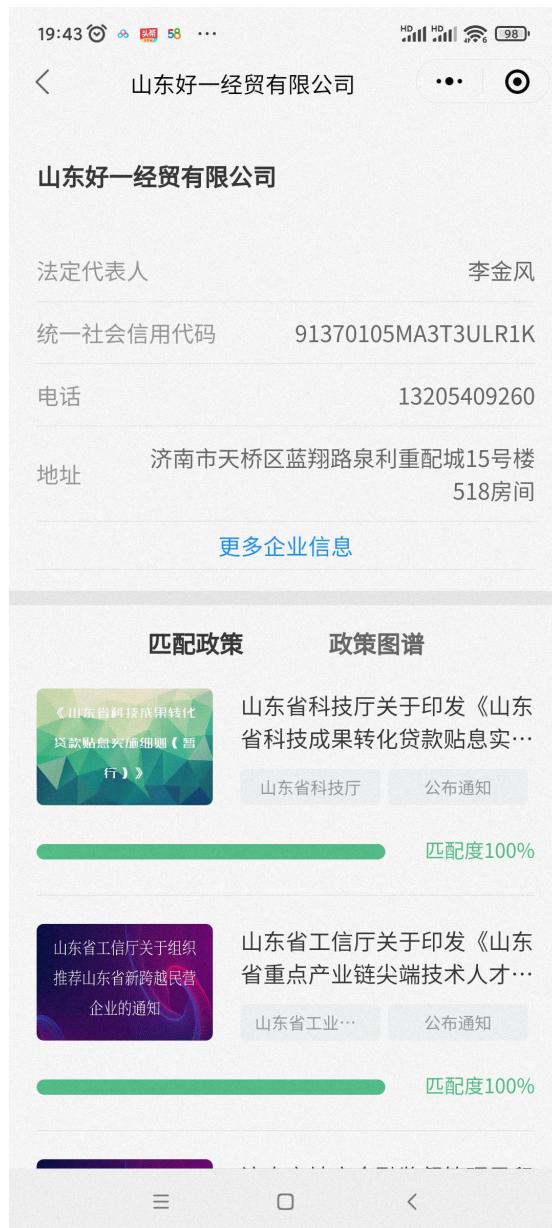 19:43 头条 58 ···
HD HD 6 98
山东好一经贸有限公司
山东好一经贸有限公司
法定代表人 李金风
统一社会信用代码 91370105MA3T3ULR1K
电话 13205409260
地址 济南市天桥区蓝翔路泉利重配城15号楼
518房间
更多企业信息
匹配政策 政策图谱
《山东省科技成果转化
贷款贴息实施细则(暂
行)》
山东省科技厅关于印发《山东
省科技成果转化贷款贴息实···
山东省科技厅 公布通知
匹配度100%
山东省工信厅关于组织
推荐山东省新跨越民营
企业的通知
山东省工信厅关于印发《山东
省重点产业链尖端技术人才···
山东省工业··· 公布通知
匹配度100%